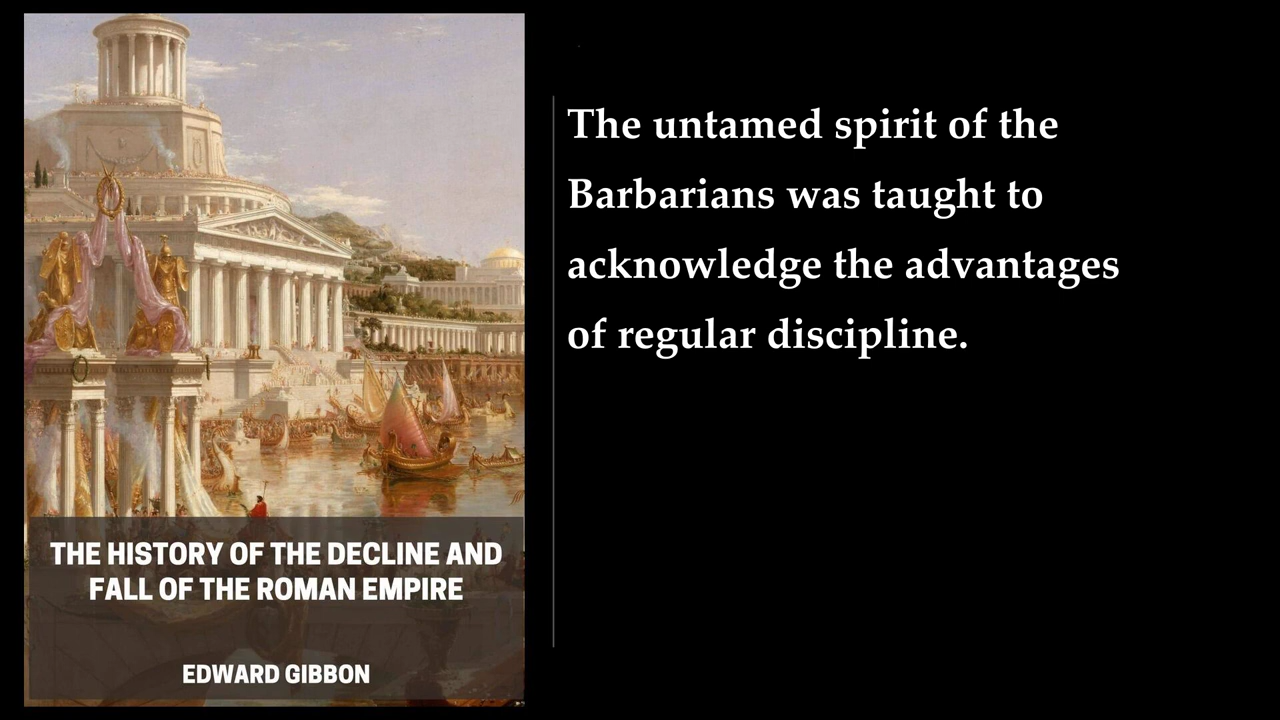 THE HISTORY OF THE DECLINE AND
FALL OF THE ROMAN EMPIRE
EDWARD GIBBON
The untamed spirit of the
Barbarians was taught to
acknowledge the advantages
of regular discipline.